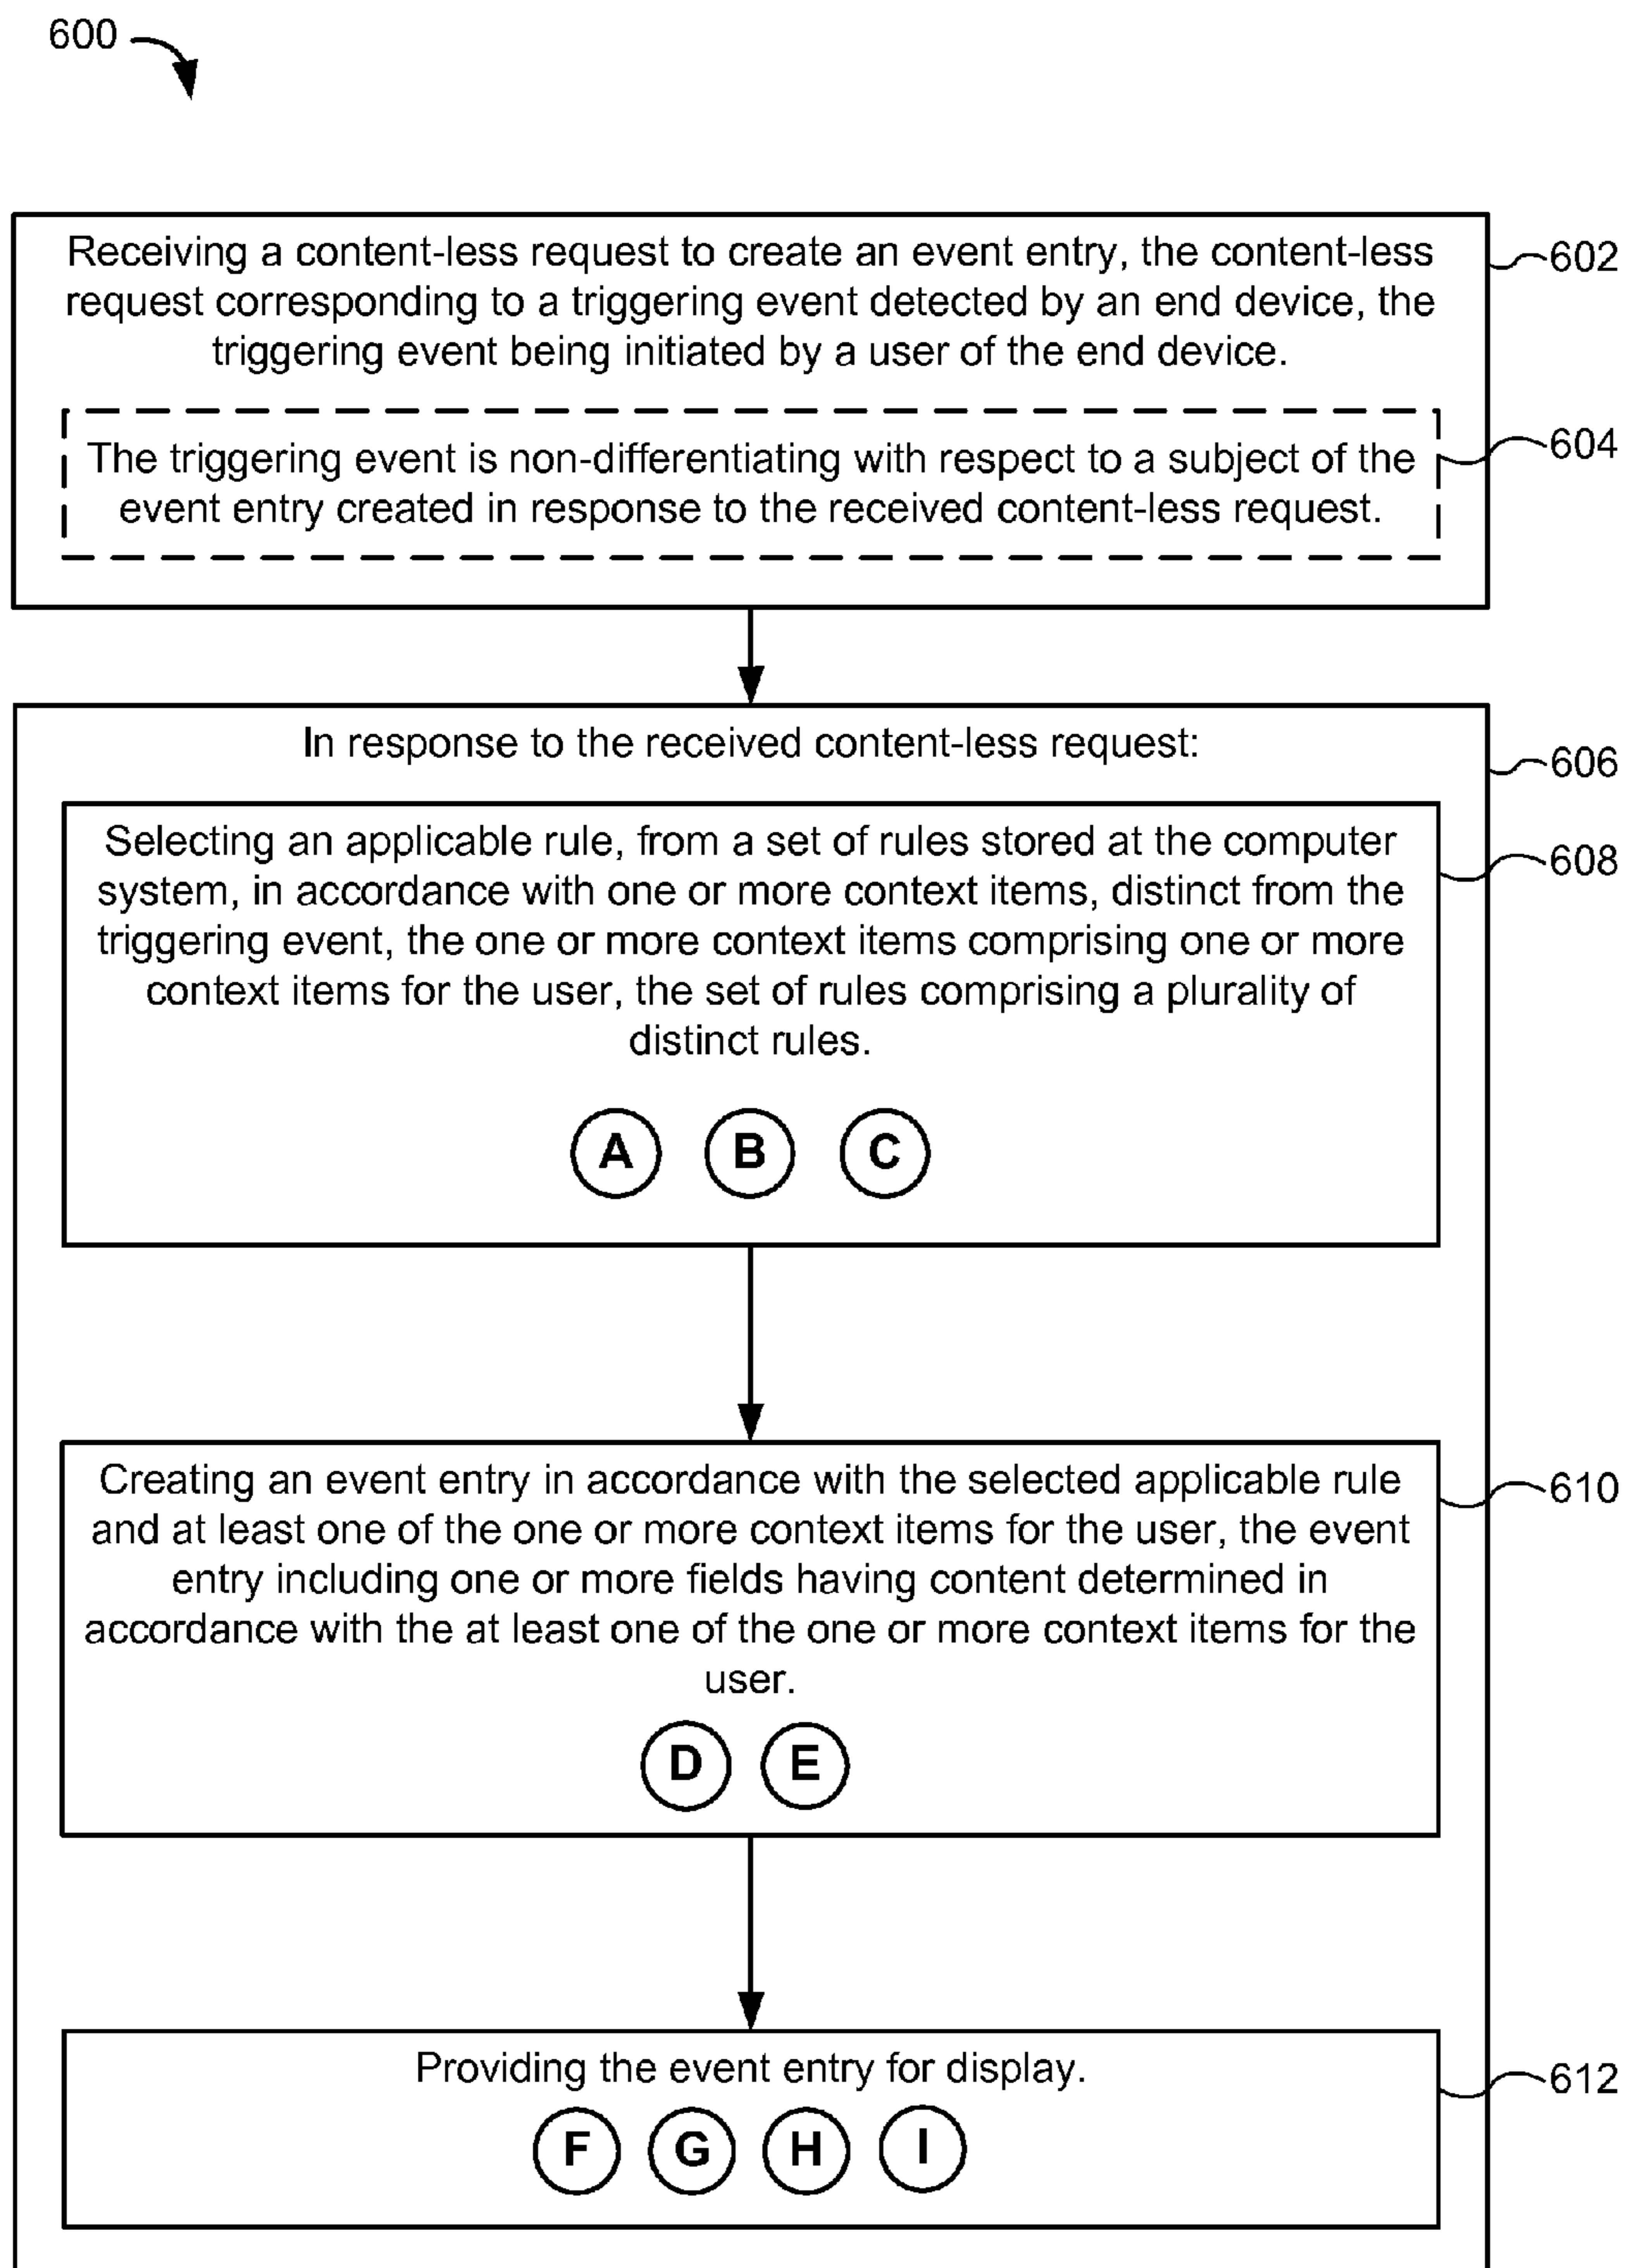 600
Receiving a content-less request to create an event entry, the content-less
request corresponding to a triggering event detected by an end device, the
triggering event being initiated by a user of the end device.
602
The triggering event is non-differentiating with respect to a subject of the
event entry created in response to the received content-less request.
604
In response to the received content-less request:
606
Selecting an applicable rule, from a set of rules stored at the computer
system, in accordance with one or more context items, distinct from the
triggering event, the one or more context items comprising one or more
context items for the user, the set of rules comprising a plurality of
distinct rules.
608
A B C
Creating an event entry in accordance with the selected applicable rule
and at least one of the one or more context items for the user, the event
entry including one or more fields having content determined in
accordance with the at least one of the one or more context items for the
user.
610
D E
Providing the event entry for display.
612
F G H I